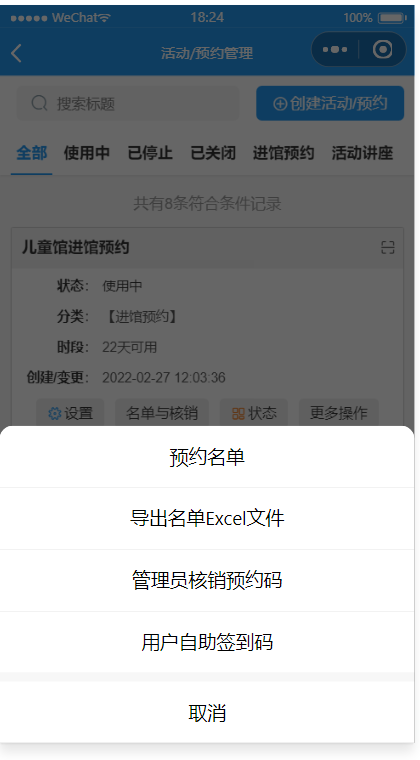 WeChat 18:24 100%
活动/预约管理
搜索标题 创建活动/预约
全部 使用中 已停止 已关闭 进馆预约 活动讲座
共有8条符合条件记录
儿童馆进馆预约
状态： 使用中
分类： 【进馆预约】
时段： 22天可用
创建/变更： 2022-02-27 12:03:36
设置 名单与核销 状态 更多操作
预约名单
导出名单Excel文件
管理员核销预约码
用户自助签到码
取消